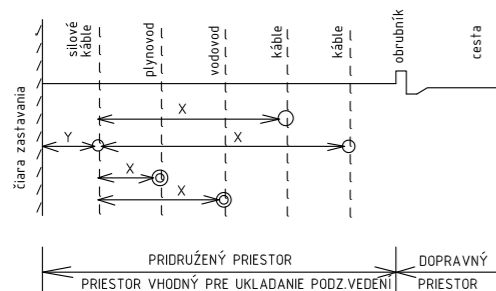 silové
káble
plynovod
vodovod
káble
káble
obrubník
cesta
čiara zastavania
X
Y
X
X
X
PRIDRUŽENÝ PRIESTOR
DOPRAVNÝ
PRIESTOR VHODNÝ PRE UKLADANIE PODZ.VEDENÍ
PRIESTOR